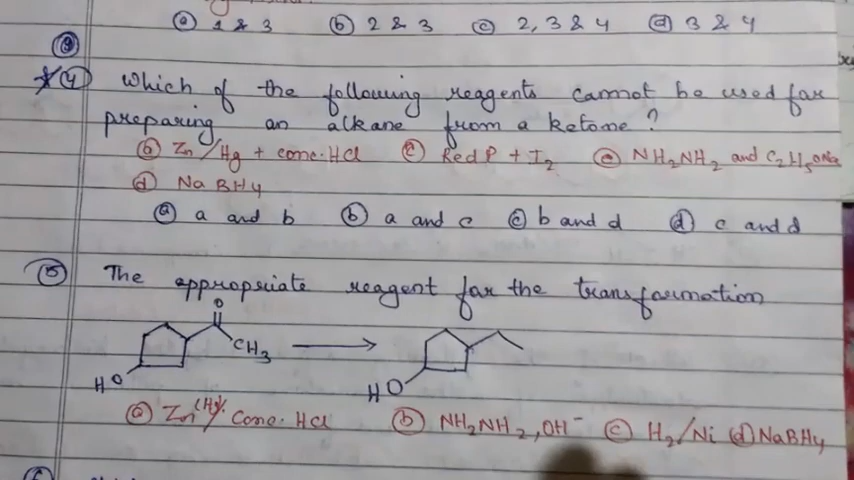 ⓐ 1 & 3 ⓑ 2 & 3 ⓒ 2, 3 & 4 ⓓ 3 & 4
④ Which of the following reagents cannot be used for
preparing an alkane from a ketone?
ⓑ Zn/Hg + conc. HCl ⓒ Red P + I₂ ⓐ NH₂NH₂ and C₂H₅ONa
ⓓ NaBH₄
ⓐ a and b ⓑ a and c ⓒ b and d ⓓ c and d
⑤ The appropriate reagent for the transformation
O
CH₃
HO
HO
ⓐ Zn(Hg)/Conc. HCl ⓑ NH₂NH₂, OH⁻ ⓒ H₂/Ni ⓓ NaBH₄